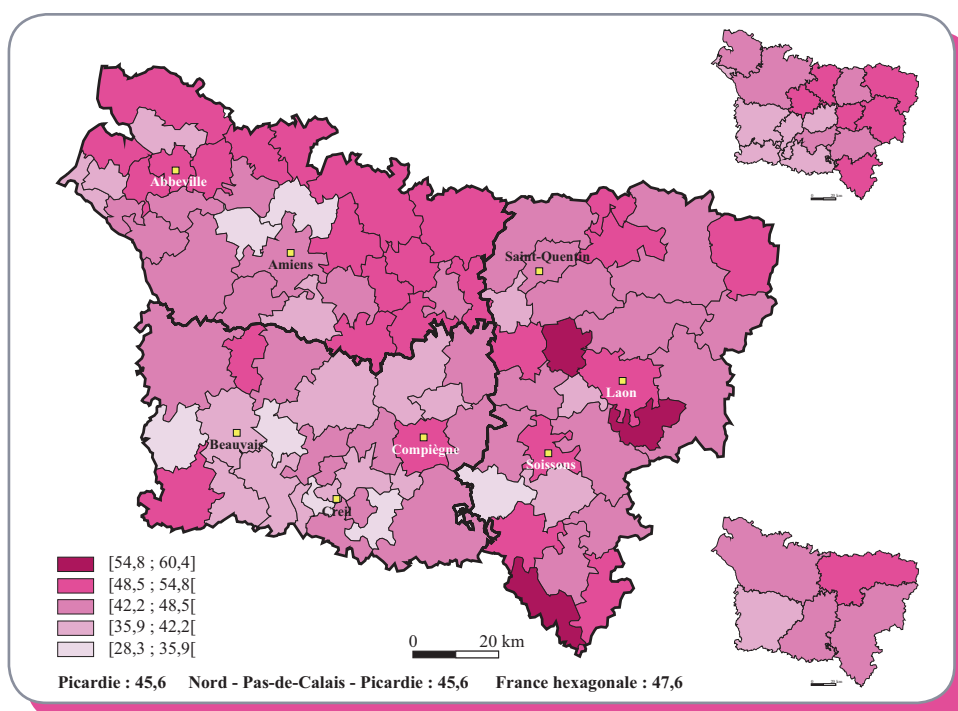 Abbeville
Amiens
Saint-Quentin
Laon
Beauvais
Compiègne
Soissons
Creil
[54,8 ; 60,4]
[48,5 ; 54,8[
[42,2 ; 48,5[
[35,9 ; 42,2[
[28,3 ; 35,9[
0 20 km
Picardie : 45,6 Nord - Pas-de-Calais - Picardie : 45,6 France hexagonale : 47,6